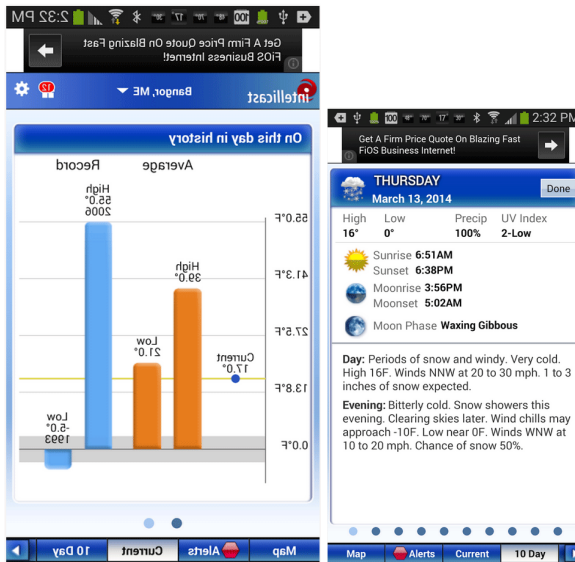 2:32 PM
100
70° 17° 30°
Get A Firm Price Quote On Blazing Fast
FiOS Business Internet!
Intellicast
Bangor, ME
12
On this day in history
Average
Record
High
55.0°
2006
High
39.0°
Low
21.0°
Current
17.0°
Low
-5.0°
1993
55.0°F
41.3°F
27.5°F
13.8°F
0.0°F
Map
Alerts
Current
10 Day
100
2:32 PM
Get A Firm Price Quote On Blazing Fast
FiOS Business Internet!
THURSDAY
March 13, 2014
Done
High Low Precip UV Index
16° 0° 100% 2-Low
Sunrise 6:51AM
Sunset 6:38PM
Moonrise 3:56PM
Moonset 5:02AM
Moon Phase Waxing Gibbous
Day: Periods of snow and windy. Very cold.
High 16F. Winds NNW at 20 to 30 mph. 1 to 3
inches of snow expected.
Evening: Bitterly cold. Snow showers this
evening. Clearing skies later. Wind chills may
approach -10F. Low near 0F. Winds WNW at
10 to 20 mph. Chance of snow 50%.
Map
Alerts
Current
10 Day